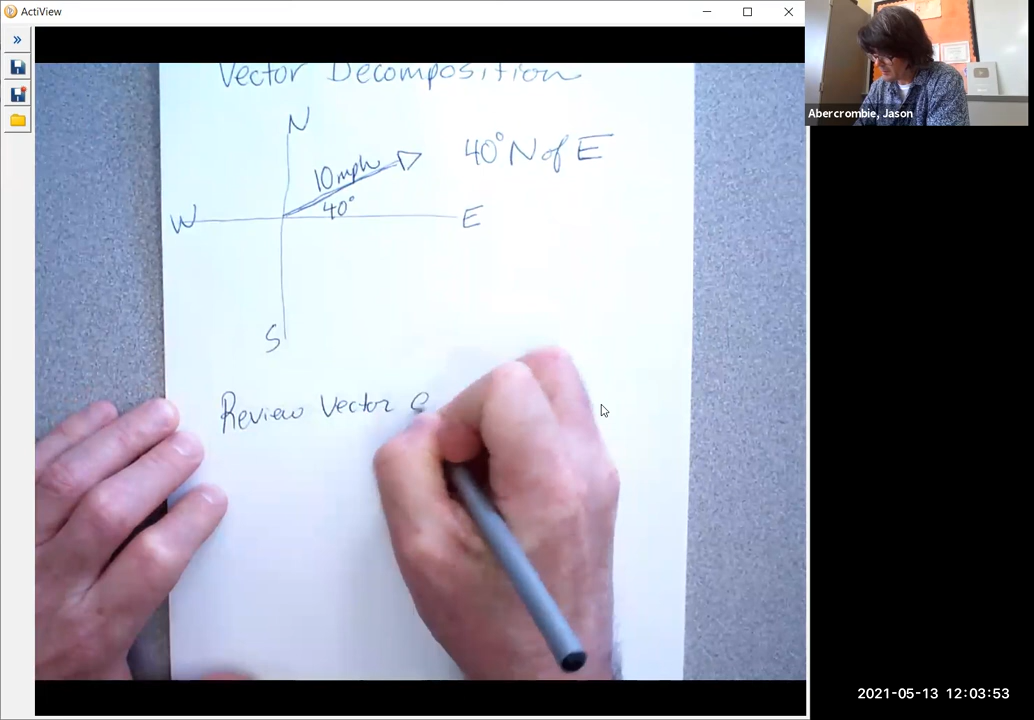 ActiView
Vector Decomposition
N
10 mph
40° N of E
40°
W
E
S
Review Vector
Abercrombie, Jason
2021-05-13 12:03:53